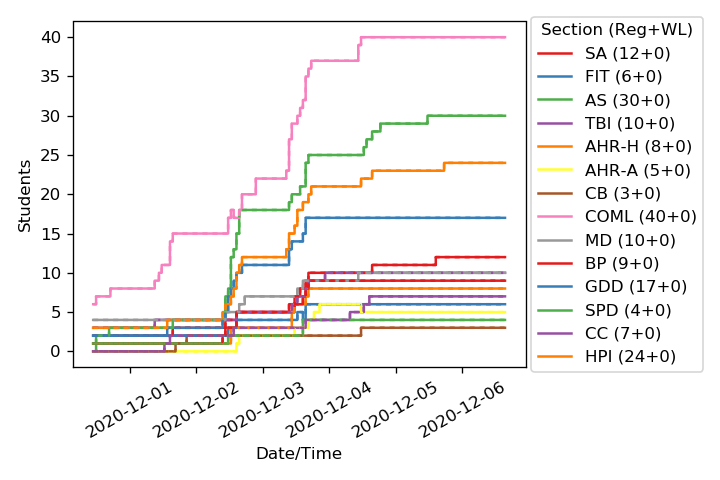 Students
40
35
30
25
20
15
10
5
0
2020-12-01
2020-12-02
2020-12-03
2020-12-04
2020-12-05
2020-12-06
Date/Time
Section (Reg+WL)
SA (12+0)
FIT (6+0)
AS (30+0)
TBI (10+0)
AHR-H (8+0)
AHR-A (5+0)
CB (3+0)
COML (40+0)
MD (10+0)
BP (9+0)
GDD (17+0)
SPD (4+0)
CC (7+0)
HPI (24+0)